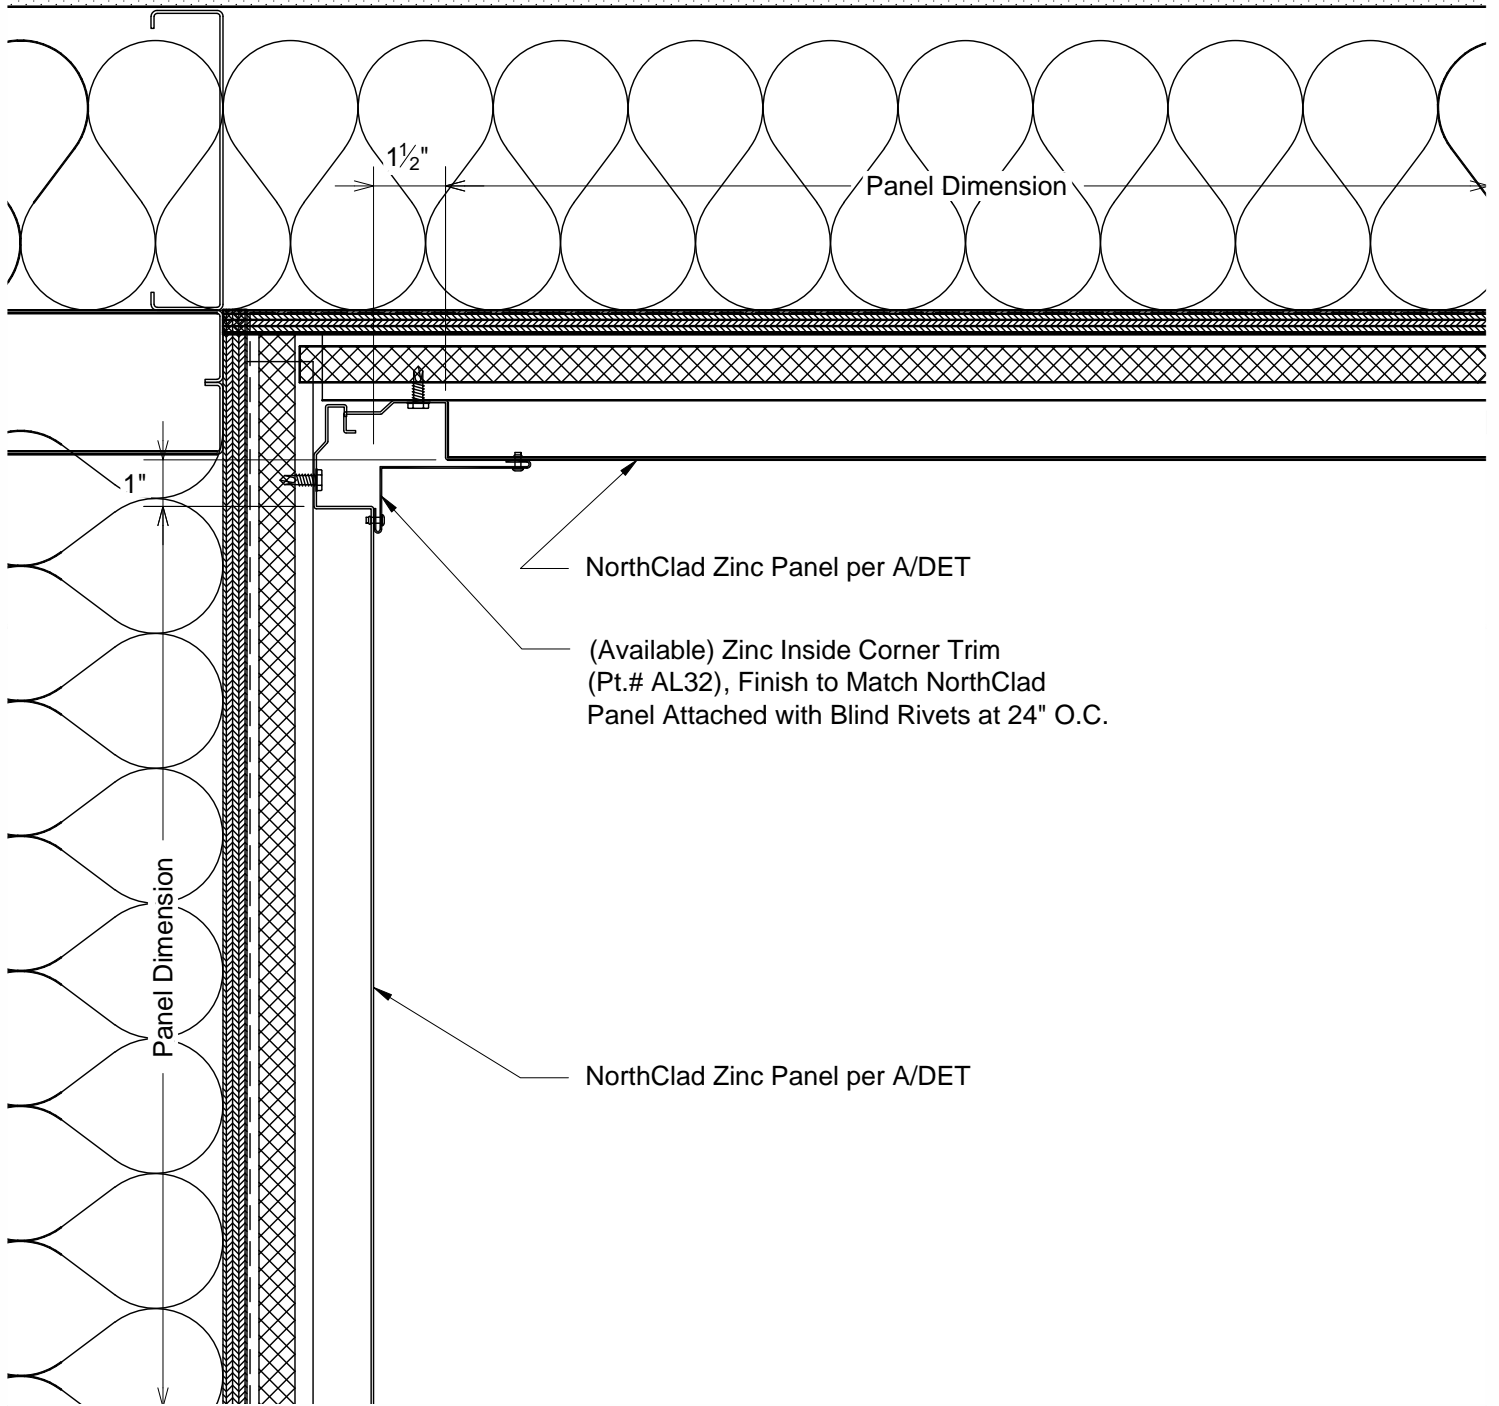 1½"
Panel Dimension
1"
NorthClad Zinc Panel per A/DET
(Available) Zinc Inside Corner Trim
(Pt.# AL32), Finish to Match NorthClad
Panel Attached with Blind Rivets at 24" O.C.
Panel Dimension
NorthClad Zinc Panel per A/DET